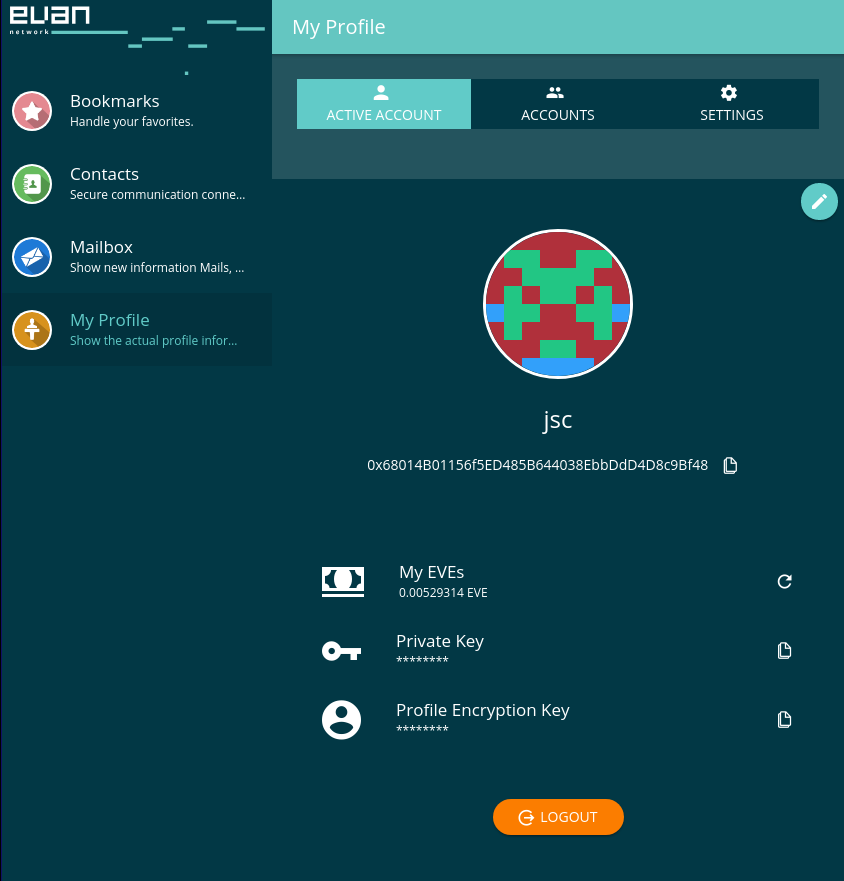 evan
network
Bookmarks
Handle your favorites.
Contacts
Secure communication conne...
Mailbox
Show new information Mails, ...
My Profile
Show the actual profile infor...
My Profile
ACTIVE ACCOUNT
ACCOUNTS
SETTINGS
jsc
0x68014B01156f5ED485B644038EbbDdD4D8c9Bf48
My EVEs
0.00529314 EVE
Private Key
********
Profile Encryption Key
********
LOGOUT